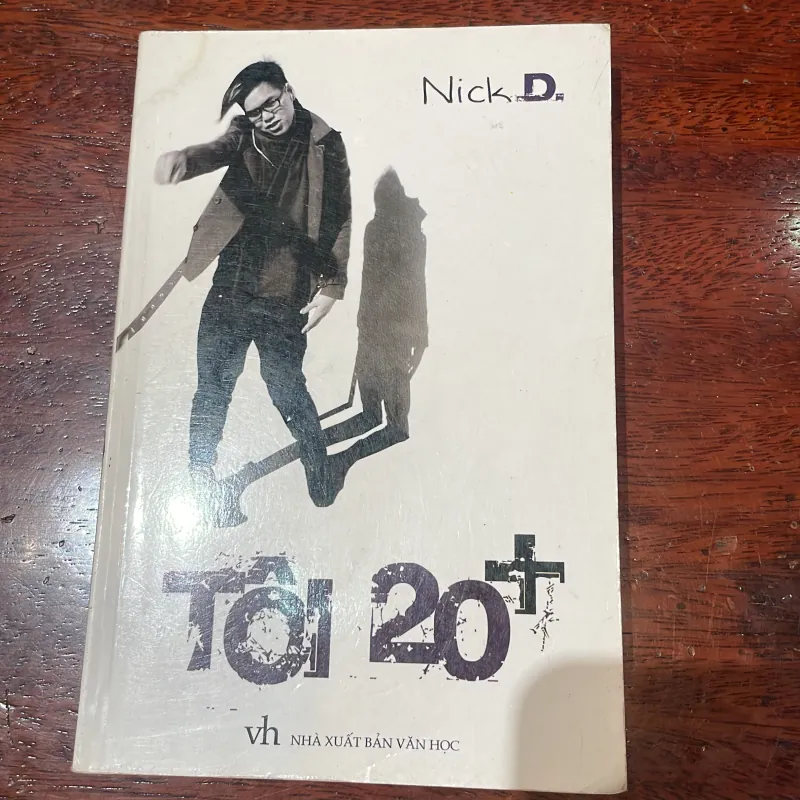 Nick D.
TÔI 20+
vh NHÀ XUẤT BẢN VĂN HỌC